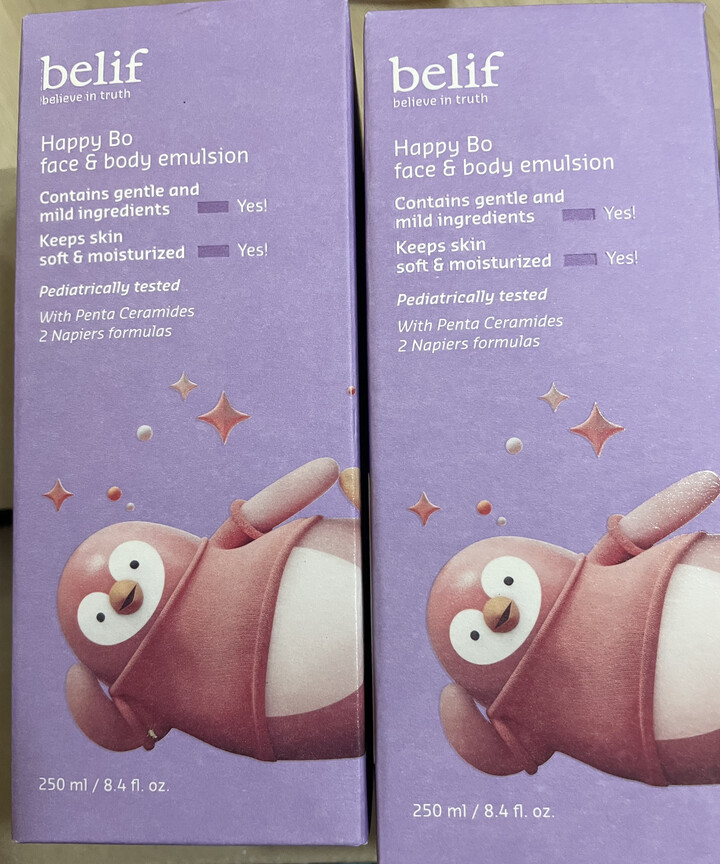 belif
believe in truth
Happy Bo
face & body emulsion
Contains gentle and
mild ingredients Yes!
Keeps skin
soft & moisturized Yes!
Pediatrically tested
With Penta Ceramides
2 Napiers formulas
250 ml / 8.4 fl. oz.
belif
believe in truth
Happy Bo
face & body emulsion
Contains gentle and
mild ingredients Yes!
Keeps skin
soft & moisturized Yes!
Pediatrically tested
With Penta Ceramides
2 Napiers formulas
250 ml / 8.4 fl. oz.